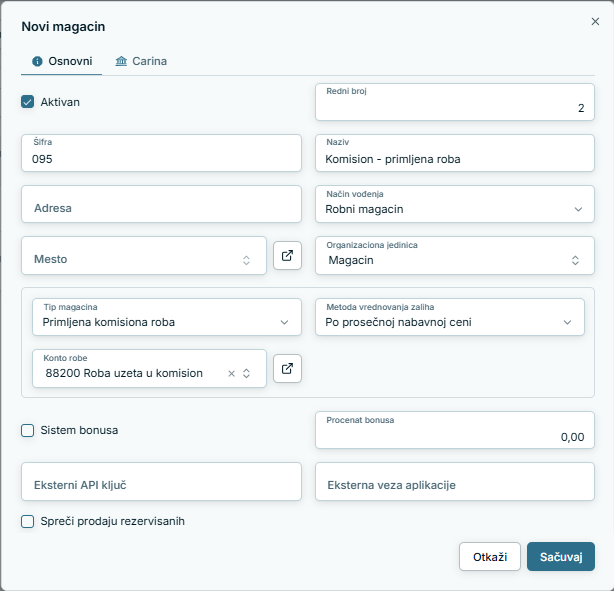 Novi magacin
Osnovni
Carina
Aktivan
Redni broj
2
Šifra
095
Naziv
Komision - primljena roba
Adresa
Način vođenja
Robni magacin
Mesto
Organizaciona jedinica
Magacin
Tip magacina
Primljena komisiona roba
Metoda vrednovanja zaliha
Po prosečnoj nabavnoj ceni
Konto robe
88200 Roba uzeta u komision
Sistem bonusa
Procenat bonusa
0,00
Eksterni API ključ
Eksterna veza aplikacije
Spreči prodaju rezervisanih
Otkaži
Sačuvaj